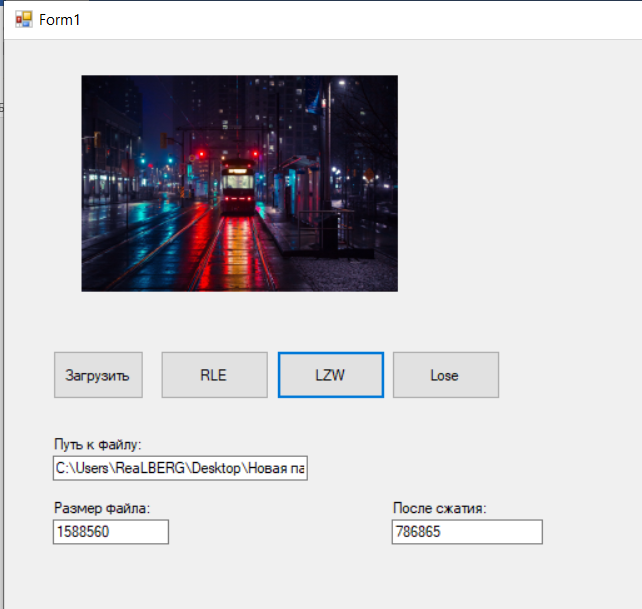 Form1
Загрузить
RLE
LZW
Lose
Путь к файлу:
C:\Users\ReaLBERG\Desktop\Новая па
Размер файла:
После сжатия:
1588560
786865